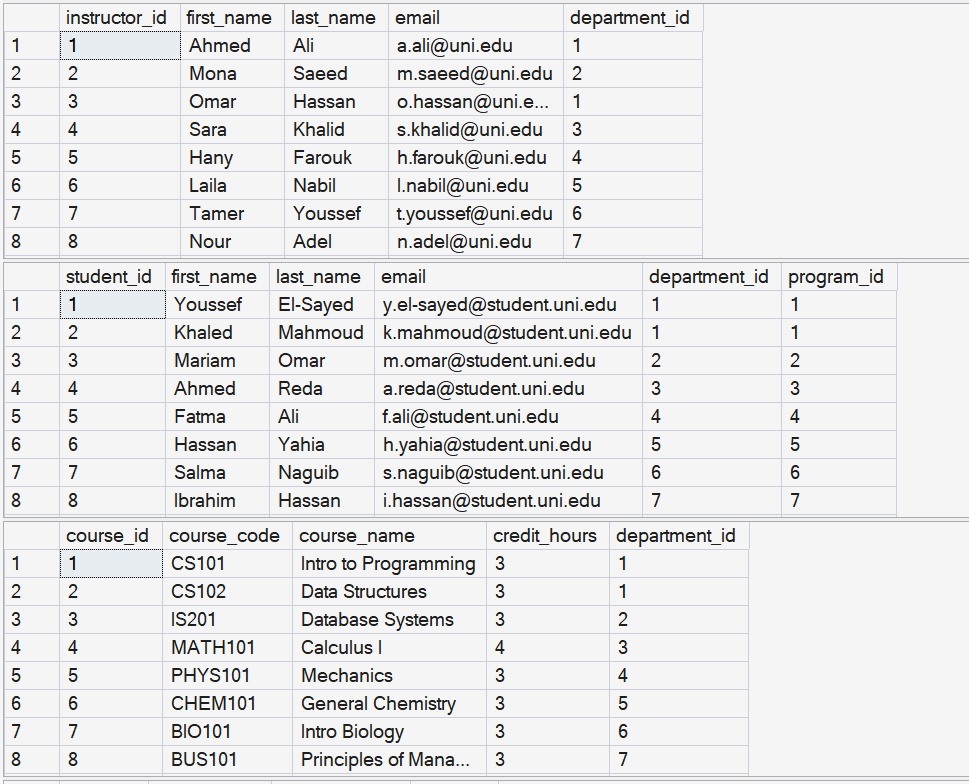 instructor_id first_name last_name email department_id
1 1 Ahmed Ali a.ali@uni.edu 1
2 2 Mona Saeed m.saeed@uni.edu 2
3 3 Omar Hassan o.hassan@uni.e... 1
4 4 Sara Khalid s.khalid@uni.edu 3
5 5 Hany Farouk h.farouk@uni.edu 4
6 6 Laila Nabil l.nabil@uni.edu 5
7 7 Tamer Youssef t.youssef@uni.edu 6
8 8 Nour Adel n.adel@uni.edu 7
student_id first_name last_name email department_id program_id
1 1 Youssef El-Sayed y.el-sayed@student.uni.edu 1 1
2 2 Khaled Mahmoud k.mahmoud@student.uni.edu 1 1
3 3 Mariam Omar m.omar@student.uni.edu 2 2
4 4 Ahmed Reda a.reda@student.uni.edu 3 3
5 5 Fatma Ali f.ali@student.uni.edu 4 4
6 6 Hassan Yahia h.yahia@student.uni.edu 5 5
7 7 Salma Naguib s.naguib@student.uni.edu 6 6
8 8 Ibrahim Hassan i.hassan@student.uni.edu 7 7
course_id course_code course_name credit_hours department_id
1 1 CS101 Intro to Programming 3 1
2 2 CS102 Data Structures 3 1
3 3 IS201 Database Systems 3 2
4 4 MATH101 Calculus I 4 3
5 5 PHYS101 Mechanics 3 4
6 6 CHEM101 General Chemistry 3 5
7 7 BIO101 Intro Biology 3 6
8 8 BUS101 Principles of Mana... 3 7